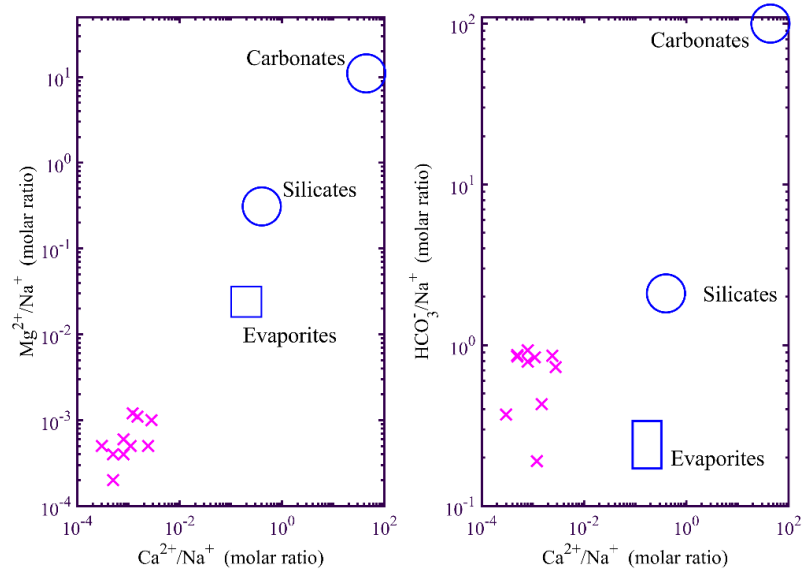 10^1
10^0
10^-1
10^-2
10^-3
10^-4
Mg^2+/Na^+ (molar ratio)
Carbonates
Silicates
Evaporites
10^-4 10^-2 10^0 10^2
Ca^2+/Na^+ (molar ratio)
10^2
10^1
10^0
10^-1
HCO_3^-/Na^+ (molar ratio)
Carbonates
Silicates
Evaporites
10^-4 10^-2 10^0 10^2
Ca^2+/Na^+ (molar ratio)